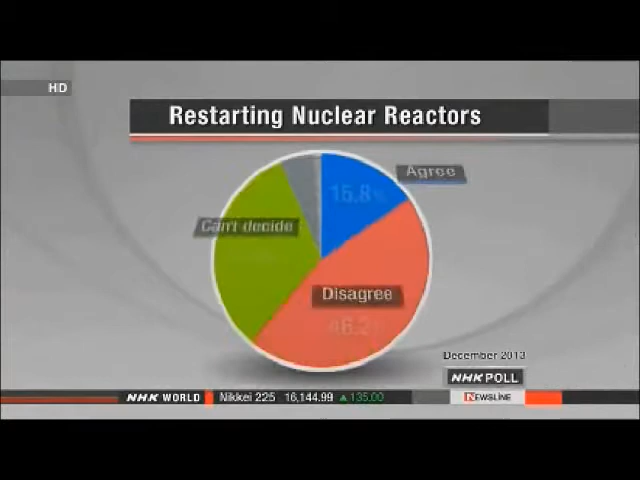 HD
Restarting Nuclear Reactors
Agree
15.8%
Can't decide
Disagree
46.2
December 2013
NHK POLL
NHK WORLD Nikkei 225 16,144.99 ▲135.00 NEWSLINE